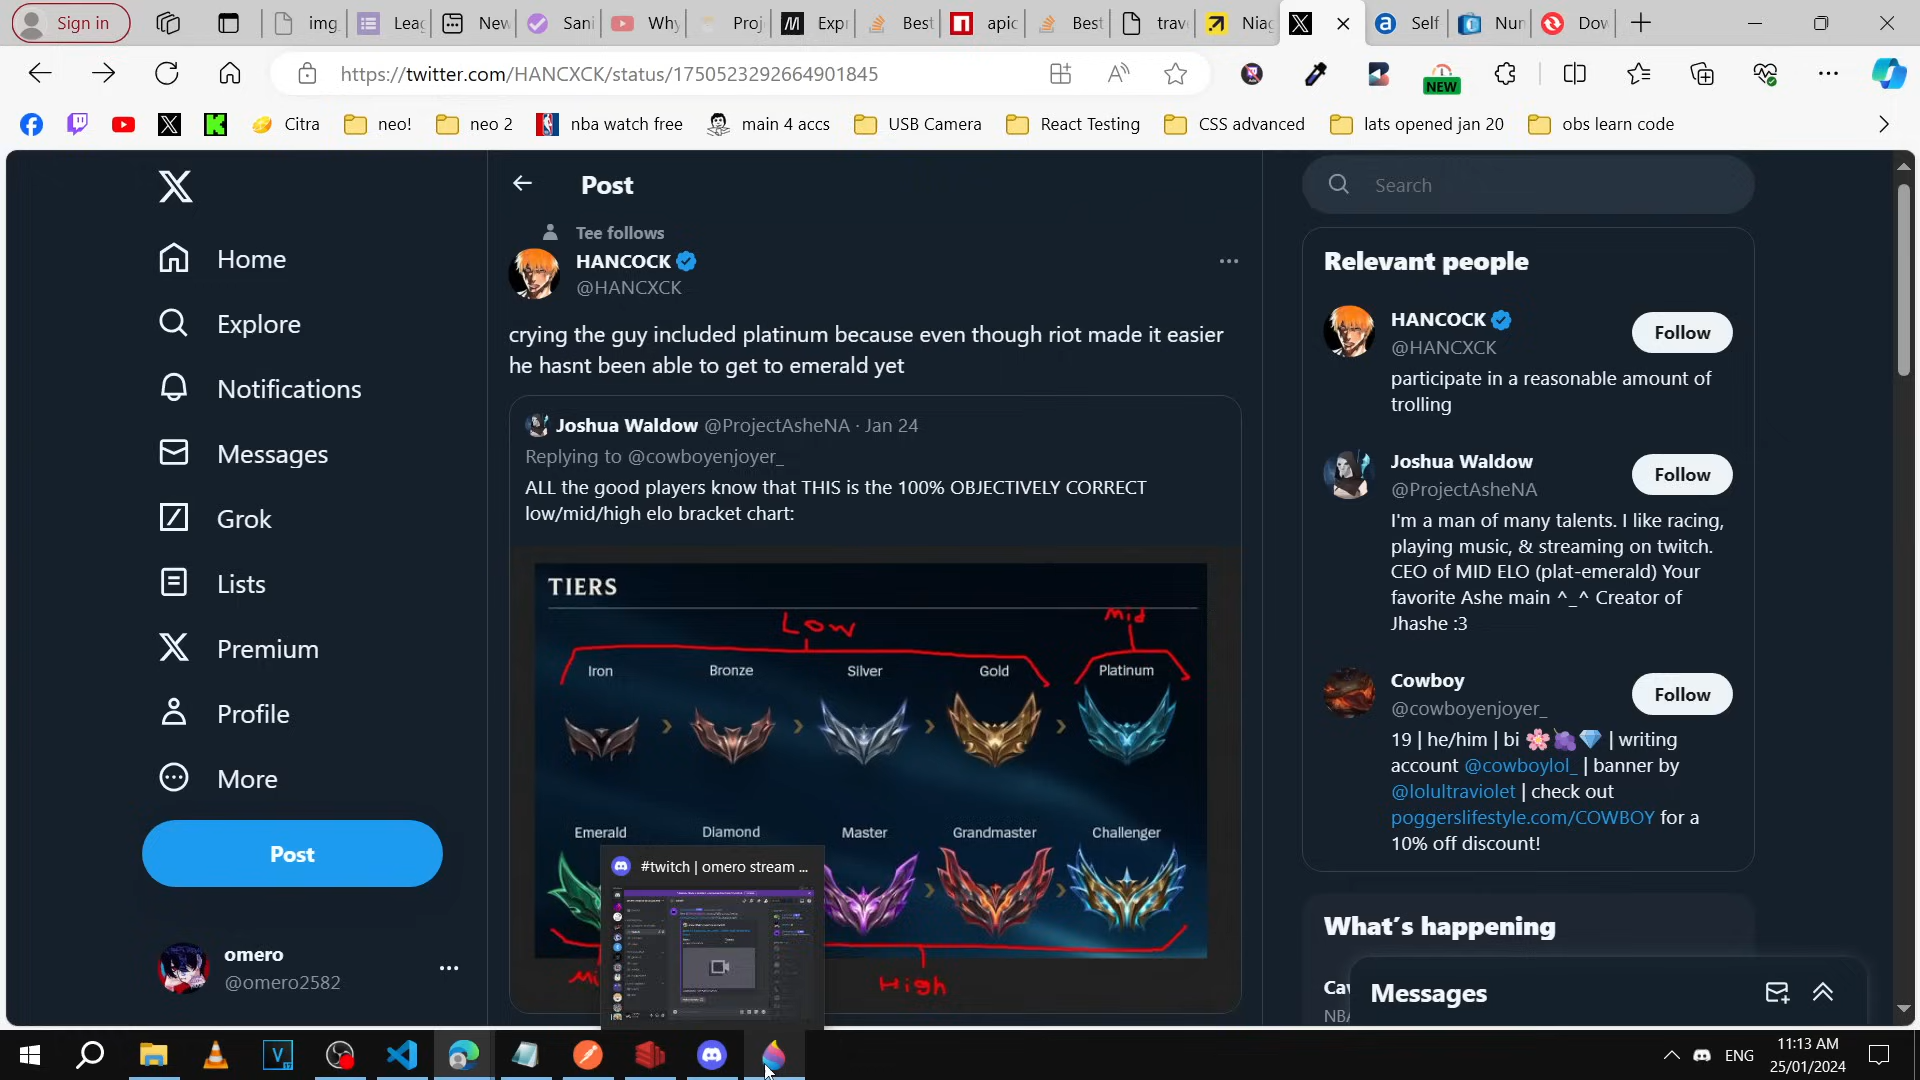 Sign in
img
Leag
New
Sani
Why
Proj
Expr
Best
apic
Best
trav
Niag
Self
Nun
Dow
https://twitter.com/HANCXCK/status/1750523292664901845
NEW
Citra
neo!
neo 2
nba watch free
main 4 accs
USB Camera
React Testing
CSS advanced
lats opened jan 20
obs learn code
Home
Explore
Notifications
Messages
Grok
Lists
Premium
Profile
More
Post
omero
@omero2582
Post
Tee follows
HANCOCK
@HANCXCK
crying the guy included platinum because even though riot made it easier
he hasnt been able to get to emerald yet
Joshua Waldow @ProjectAsheNA · Jan 24
Replying to @cowboyenjoyer_
ALL the good players know that THIS is the 100% OBJECTIVELY CORRECT
low/mid/high elo bracket chart:
TIERS
Low
Mid
Iron
Bronze
Silver
Gold
Platinum
Emerald
Diamond
Master
Grandmaster
Challenger
High
#twitch | omero stream ...
Search
Relevant people
HANCOCK
@HANCXCK
Follow
participate in a reasonable amount of
trolling
Joshua Waldow
@ProjectAsheNA
Follow
I'm a man of many talents. I like racing,
playing music, & streaming on twitch.
CEO of MID ELO (plat-emerald) Your
favorite Ashe main ^_^ Creator of
Jhashe :3
Cowboy
@cowboyenjoyer_
Follow
19 | he/him | bi 🌸🍇💎 | writing
account @cowboylol_ | banner by
@lolultraviolet | check out
poggerslifestyle.com/COWBOY for a
10% off discount!
What's happening
Messages
ENG
11:13 AM
25/01/2024